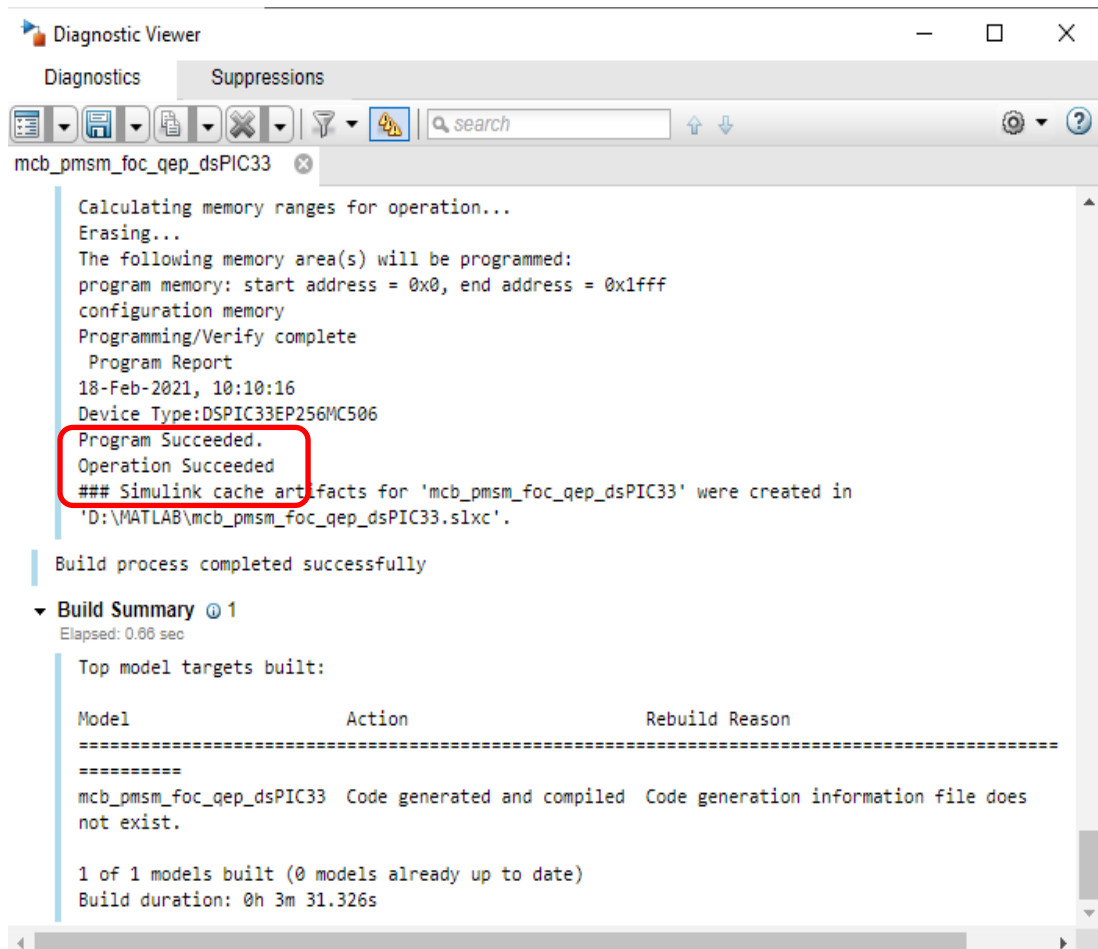 Diagnostic Viewer
Diagnostics Suppressions
search
mcb_pmsm_foc_qep_dsPIC33
Calculating memory ranges for operation...
Erasing...
The following memory area(s) will be programmed:
program memory: start address = 0x0, end address = 0x1fff
configuration memory
Programming/Verify complete
Program Report
18-Feb-2021, 10:10:16
Device Type:DSPIC33EP256MC506
Program Succeeded.
Operation Succeeded
### Simulink cache artifacts for 'mcb_pmsm_foc_qep_dsPIC33' were created in
'D:\MATLAB\mcb_pmsm_foc_qep_dsPIC33.slxc'.
Build process completed successfully
Build Summary 1
Elapsed: 0.66 sec
Top model targets built:
Model Action Rebuild Reason
===============================================================================================
==========
mcb_pmsm_foc_qep_dsPIC33 Code generated and compiled Code generation information file does
not exist.
1 of 1 models built (0 models already up to date)
Build duration: 0h 3m 31.326s